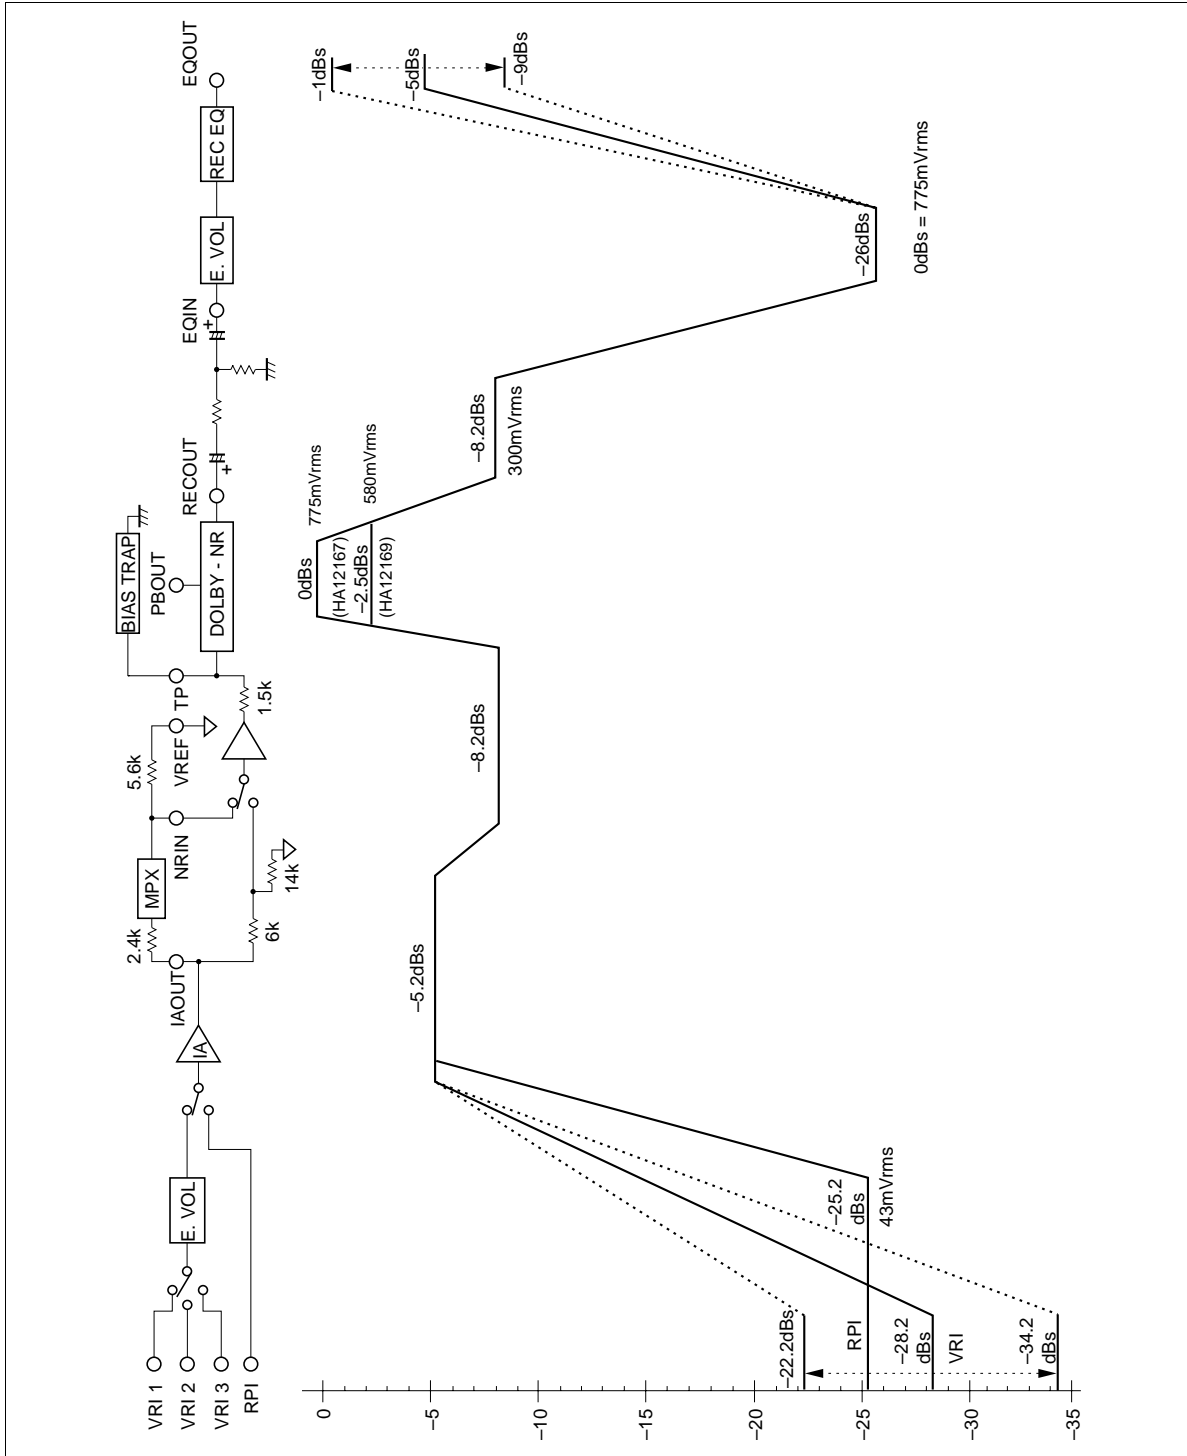 VRI 1
VRI 2
VRI 3
RPI
E. VOL
IA
IAOUT
2.4k
MPX
NRIN
5.6k
VREF
TP
6k
14k
1.5k
BIAS TRAP
PBOUT
DOLBY - NR
RECOUT
+
EQIN
+
E. VOL
REC EQ
EQOUT
0
–5
–10
–15
–20
–25
–30
–35
–22.2dBs
RPI
–28.2
dBs
VRI
–34.2
dBs
–25.2
dBs
43mVrms
–5.2dBs
–8.2dBs
0dBs
(HA12167)
–2.5dBs
(HA12169)
775mVrms
580mVrms
–8.2dBs
300mVrms
–26dBs
–1dBs
–5dBs
–9dBs
0dBs = 775mVrms